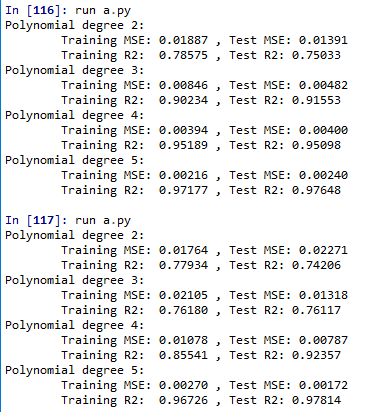 In [116]: run a.py
Polynomial degree 2:
        Training MSE: 0.01887 , Test MSE: 0.01391
        Training R2:  0.78575 , Test R2: 0.75033
Polynomial degree 3:
        Training MSE: 0.00846 , Test MSE: 0.00482
        Training R2:  0.90234 , Test R2: 0.91553
Polynomial degree 4:
        Training MSE: 0.00394 , Test MSE: 0.00400
        Training R2:  0.95189 , Test R2: 0.95098
Polynomial degree 5:
        Training MSE: 0.00216 , Test MSE: 0.00240
        Training R2:  0.97177 , Test R2: 0.97648
In [117]: run a.py
Polynomial degree 2:
        Training MSE: 0.01764 , Test MSE: 0.02271
        Training R2:  0.77934 , Test R2: 0.74206
Polynomial degree 3:
        Training MSE: 0.02105 , Test MSE: 0.01318
        Training R2:  0.76180 , Test R2: 0.76117
Polynomial degree 4:
        Training MSE: 0.01078 , Test MSE: 0.00787
        Training R2:  0.85541 , Test R2: 0.92357
Polynomial degree 5:
        Training MSE: 0.00270 , Test MSE: 0.00172
        Training R2:  0.96726 , Test R2: 0.97814